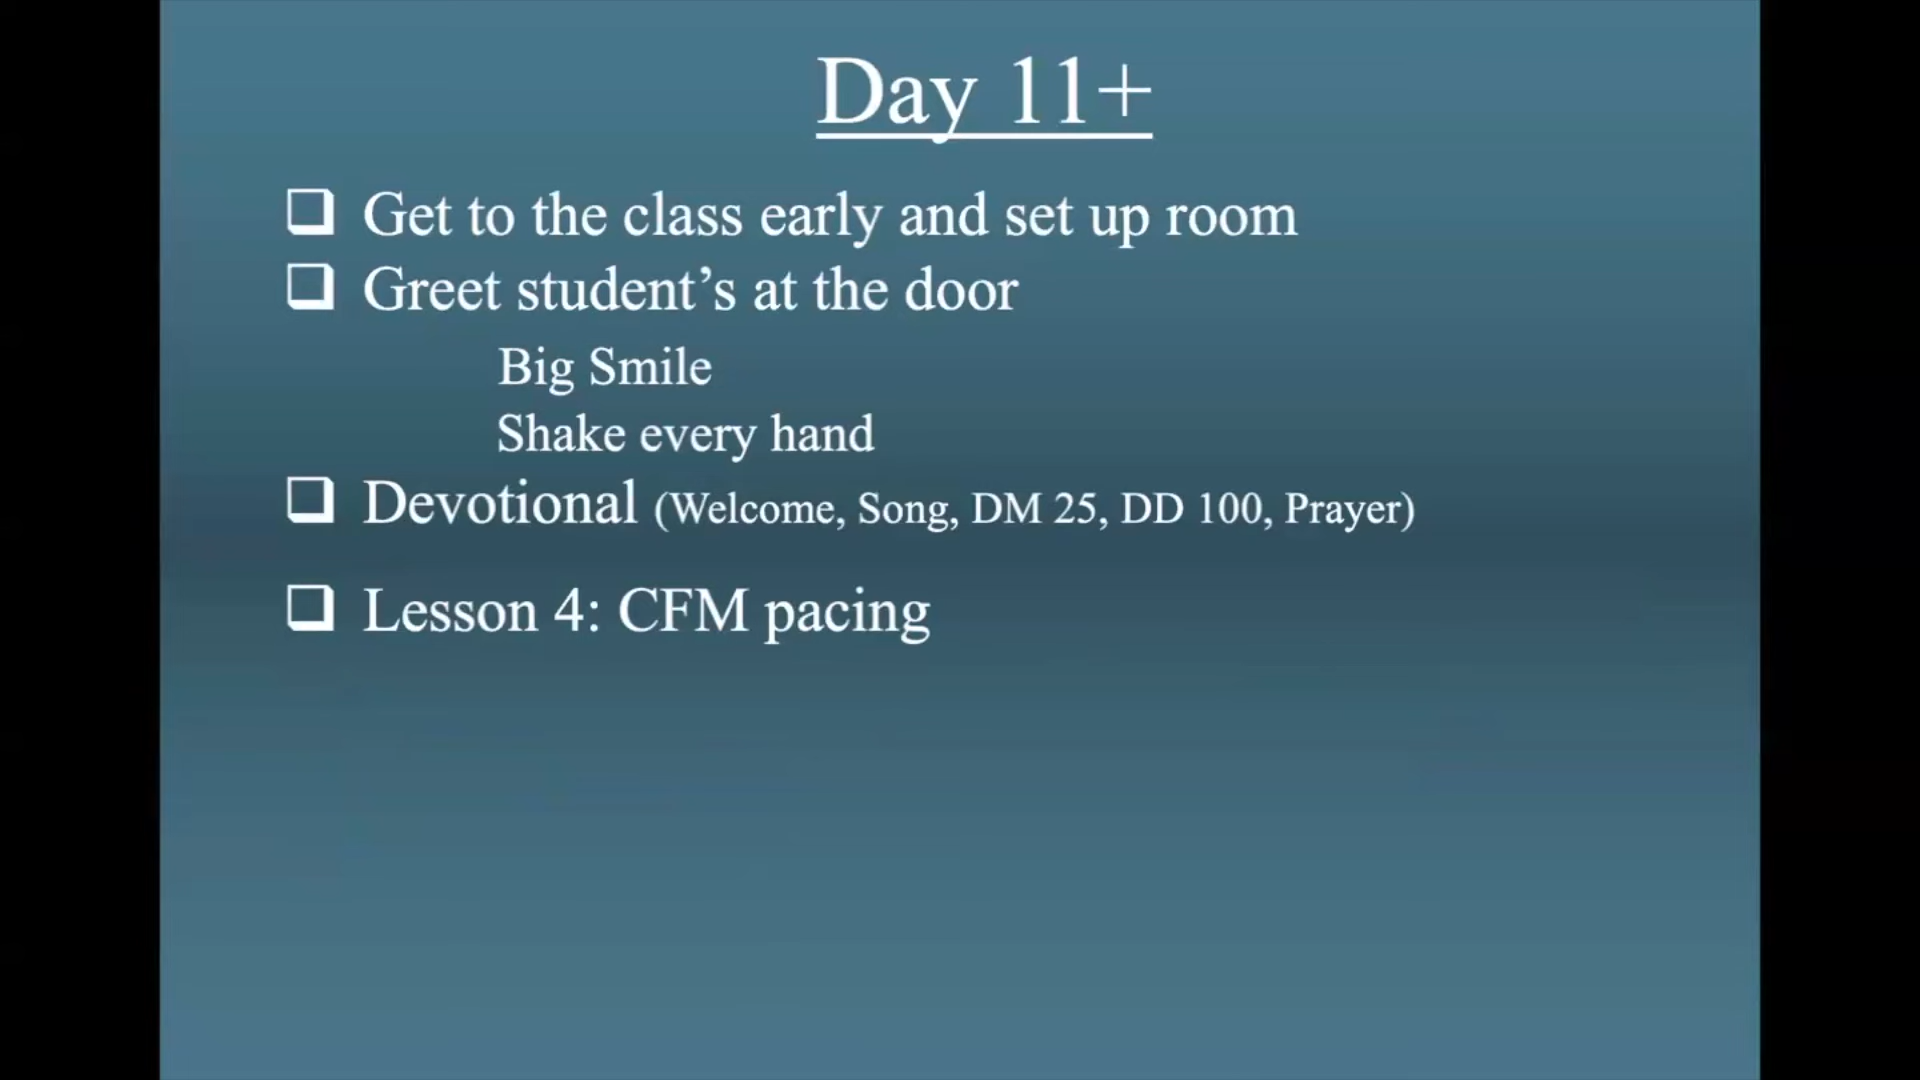 Day 11+
❑ Get to the class early and set up room
❑ Greet student’s at the door
Big Smile
Shake every hand
❑ Devotional (Welcome, Song, DM 25, DD 100, Prayer)
❑ Lesson 4: CFM pacing